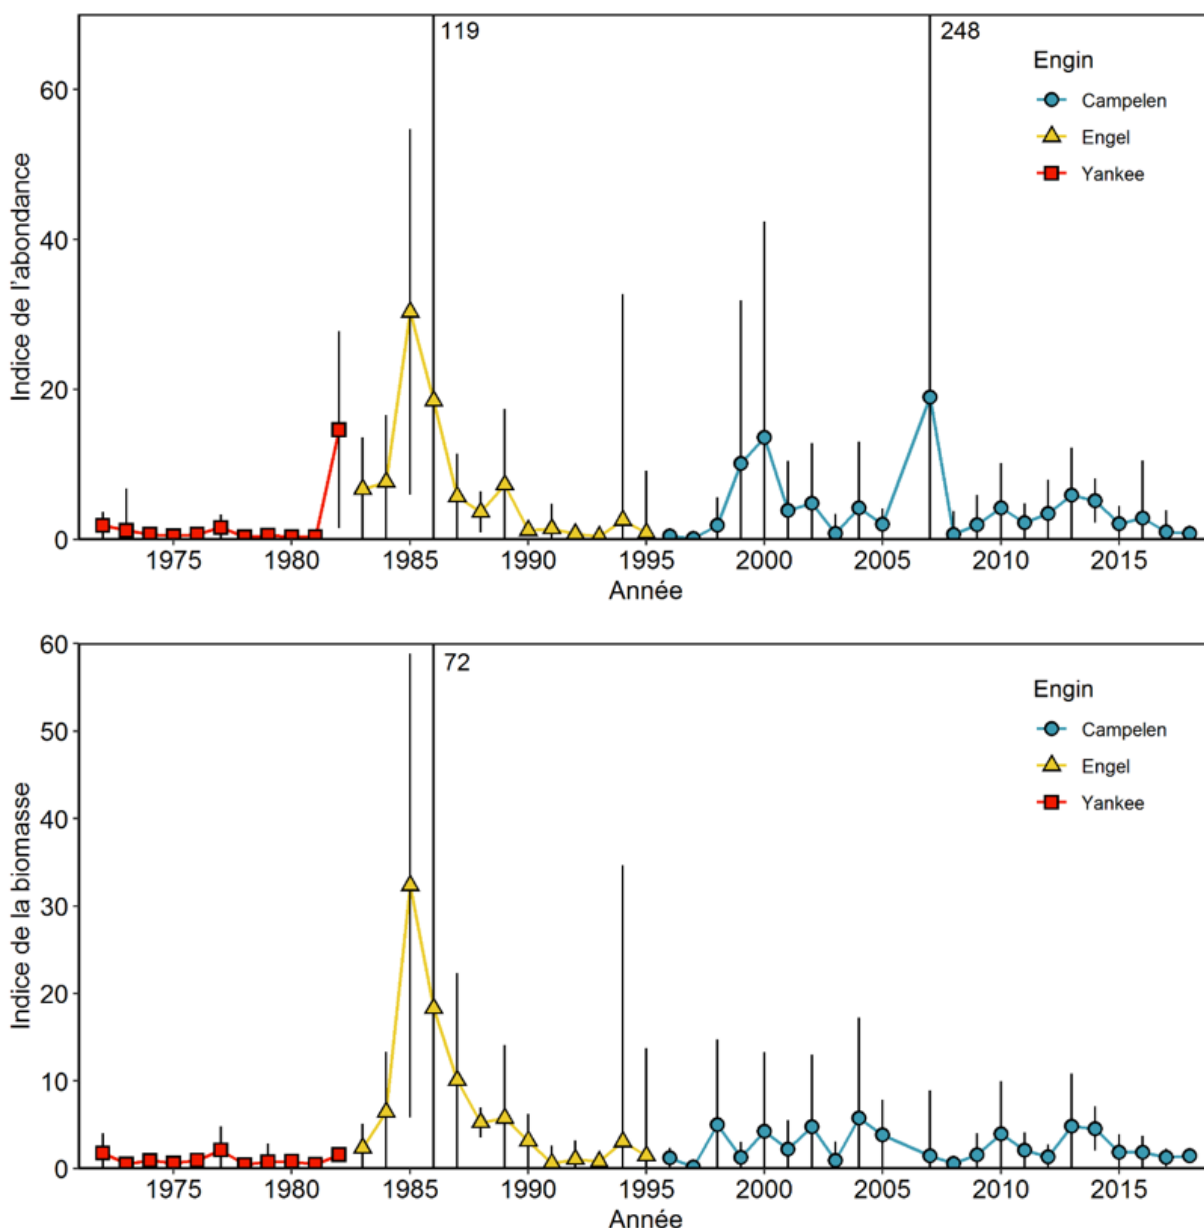 119
248
Engin
Campelen
Engel
Yankee
60
40
20
0
Indice de l'abondance
1975 1980 1985 1990 1995 2000 2005 2010 2015
Année
72
Engin
Campelen
Engel
Yankee
60
50
40
30
20
10
0
Indice de la biomasse
1975 1980 1985 1990 1995 2000 2005 2010 2015
Année